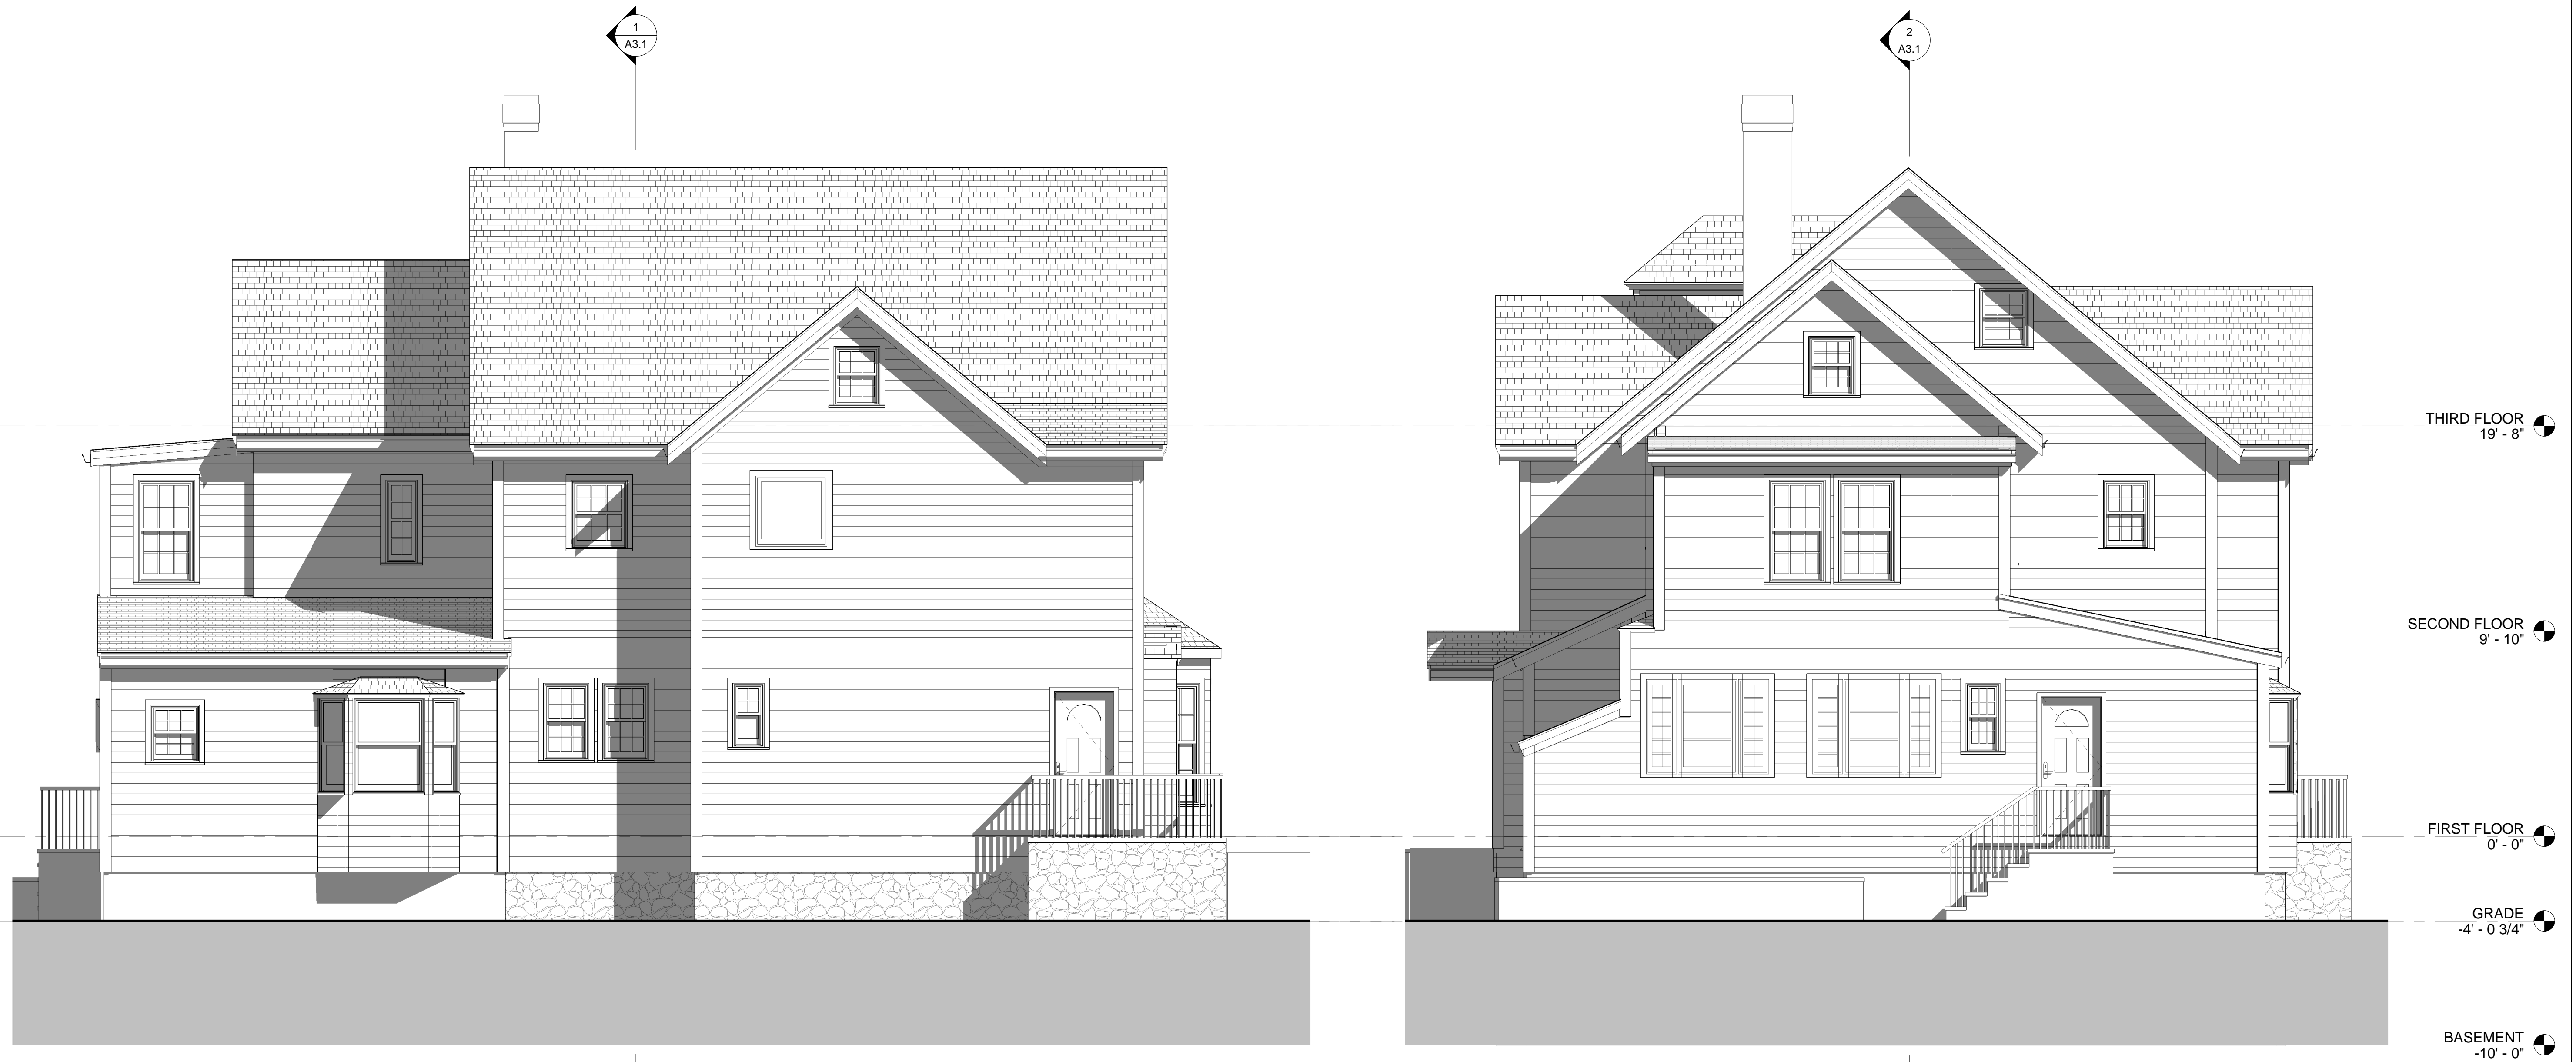 1
A3.1
2
A3.1
THIRD FLOOR
19' - 8"
SECOND FLOOR
9' - 10"
FIRST FLOOR
0' - 0"
GRADE
-4' - 0 3/4"
BASEMENT
-10' - 0"